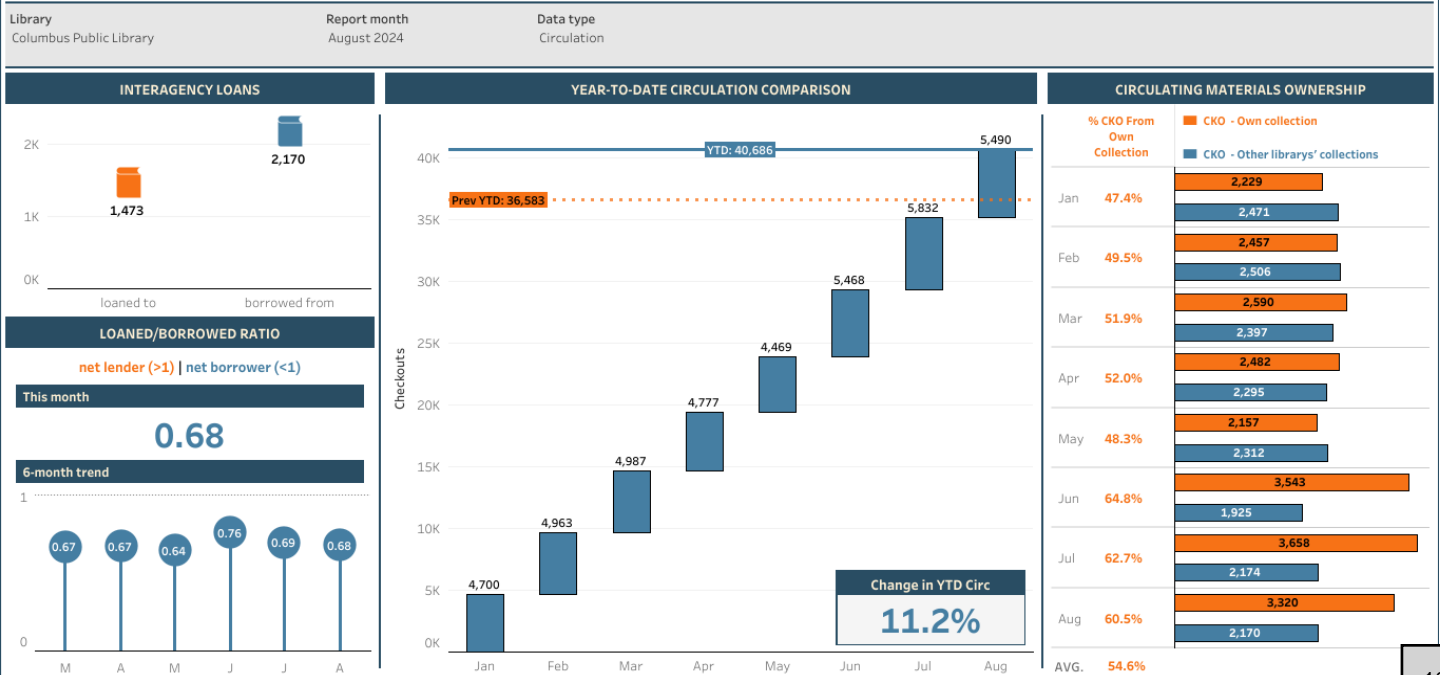 Library
Columbus Public Library
Report month
August 2024
Data type
Circulation
INTERAGENCY LOANS
2K
1K
0K
1,473
2,170
loaned to
borrowed from
LOANED/BORROWED RATIO
net lender (>1) | net borrower (<1)
This month
0.68
6-month trend
1
0
0.67
0.67
0.64
0.76
0.69
0.68
M
A
M
J
J
A
YEAR-TO-DATE CIRCULATION COMPARISON
Checkouts
40K
35K
30K
25K
20K
15K
10K
5K
0K
YTD: 40,686
Prev YTD: 36,583
4,700
4,963
4,987
4,777
4,469
5,468
5,832
5,490
Jan
Feb
Mar
Apr
May
Jun
Jul
Aug
Change in YTD Circ
11.2%
CIRCULATING MATERIALS OWNERSHIP
% CKO From
Own
Collection
CKO - Own collection
CKO - Other librarys' collections
Jan 47.4% 2,229
2,471
Feb 49.5% 2,457
2,506
Mar 51.9% 2,590
2,397
Apr 52.0% 2,482
2,295
May 48.3% 2,157
2,312
Jun 64.8% 3,543
1,925
Jul 62.7% 3,658
2,174
Aug 60.5% 3,320
2,170
AVG. 54.6%